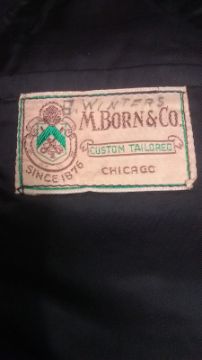 J. WINTERS
M. BORN & CO.
CUSTOM TAILORED
CHICAGO
SINCE 1876